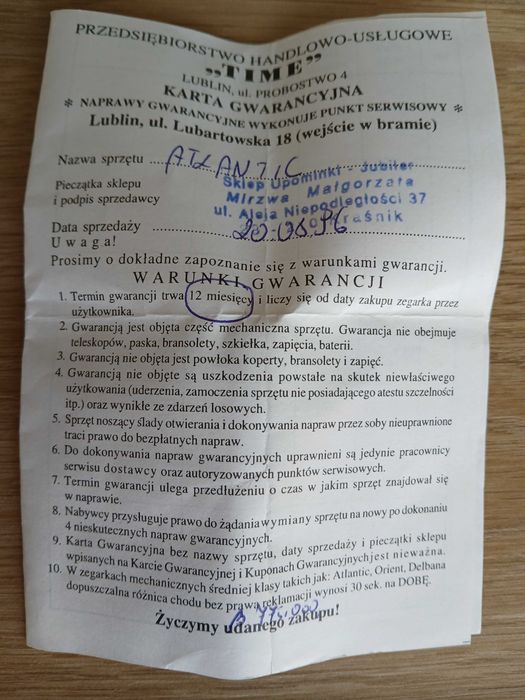 PRZEDSIĘBIORSTWO HANDLOWO-USŁUGOWE
„TIME”
LUBLIN, ul. PROBOSTWO 4
KARTA GWARANCYJNA
* NAPRAWY GWARANCYJNE WYKONUJE PUNKT SERWISOWY *
Lublin, ul. Lubartowska 18 (wejście w bramie)
Nazwa sprzętu ATLANTIC
Sklep Upominki - Jubiler
Pieczątka sklepu
Mirzwa Małgorzata
i podpis sprzedawcy
ul. Aleja Niepodległości 37
Kraśnik
Data sprzedaży
Uwaga!
Prosimy o dokładne zapoznanie się z warunkami gwarancji.
WARUNKI GWARANCJI
1. Termin gwarancji trwa 12 miesięcy i liczy się od daty zakupu zegarka przez
użytkownika.
2. Gwarancją jest objęta część mechaniczna sprzętu. Gwarancja nie obejmuje
teleskopów, paska, bransolety, szkiełka, zapięcia, baterii.
3. Gwarancją nie objęta jest powłoka koperty, bransolety i zapięć.
4. Gwarancją nie objęte są uszkodzenia powstałe na skutek niewłaściwego
użytkowania (uderzenia, zamoczenia sprzętu nie posiadającego atestu szczelności
itp.) oraz wynikłe ze zdarzeń losowych.
5. Sprzęt noszący ślady otwierania i dokonywania napraw przez soby nieuprawnione
traci prawo do bezpłatnych napraw.
6. Do dokonywania napraw gwarancyjnych uprawnieni są jedynie pracownicy
serwisu dostawcy oraz autoryzowanych punktów serwisowych.
7. Termin gwarancji ulega przedłużeniu o czas w jakim sprzęt znajdował się
w naprawie.
8. Nabywcy przysługuje prawo do żądania wymiany sprzętu na nowy po dokonaniu
4 nieskutecznych napraw gwarancyjnych.
9. Karta Gwarancyjna bez nazwy sprzętu, daty sprzedaży i pieczątki sklepu
wpisanych na Karcie Gwarancyjnej i Kuponach Gwarancyjnych jest nieważna.
10. W zegarkach mechanicznych średniej klasy takich jak: Atlantic, Orient, Delbana
dopuszczalna różnica chodu bez prawa reklamacji wynosi 30 sek. na DOBĘ.
Życzymy udanego zakupu!